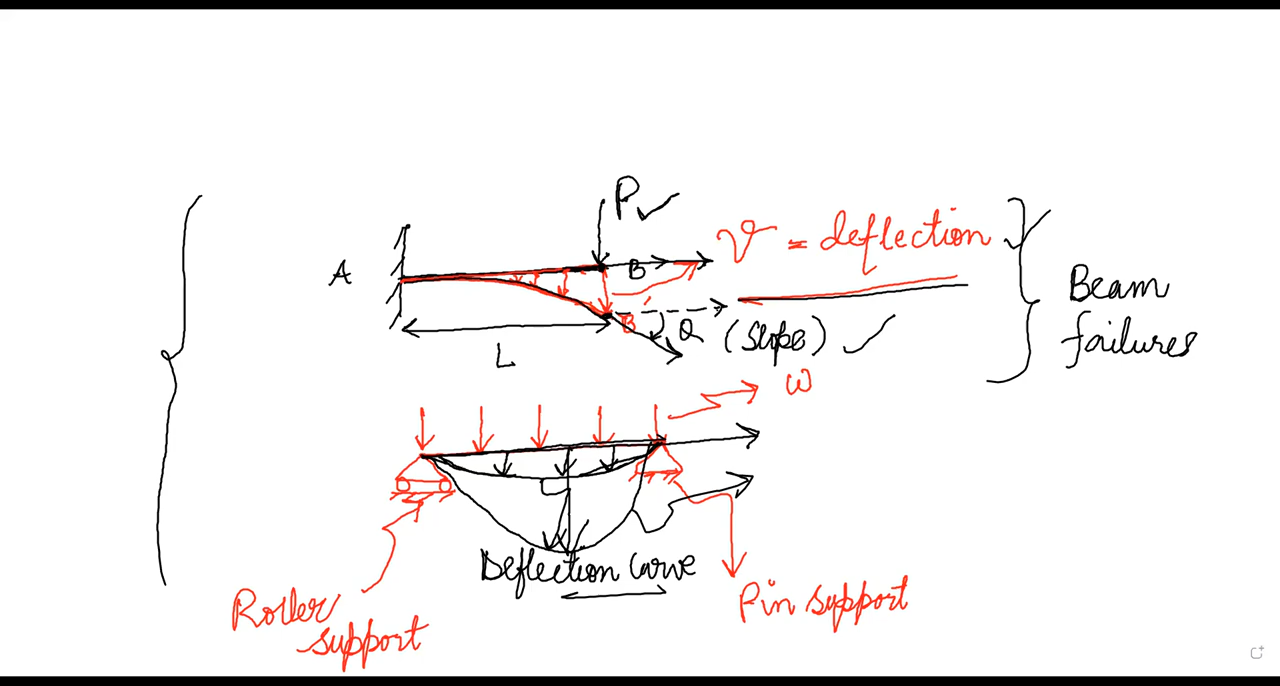 P
A
B
V = deflection
B'
θ (slope)
L
Beam
failures
w
Deflection Curve
Roller
support
Pin support